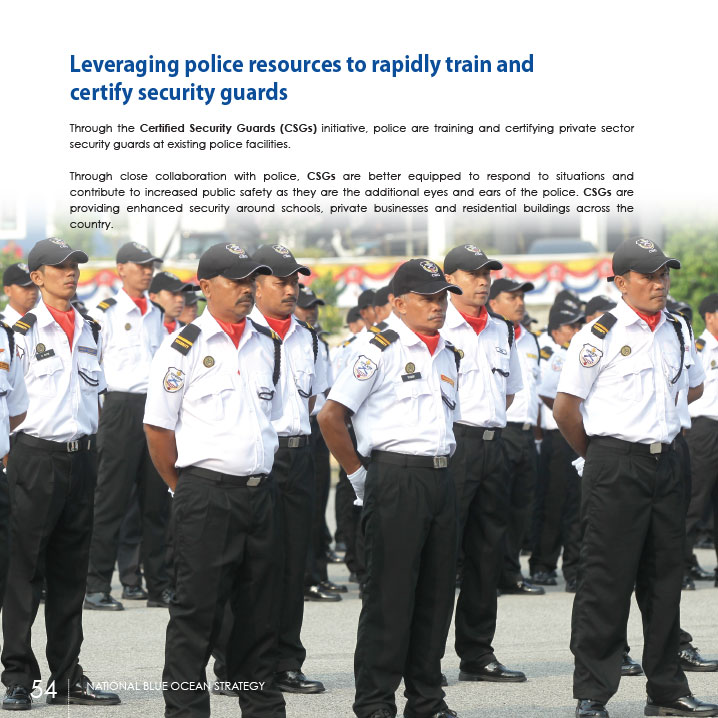 Leveraging police resources to rapidly train and
certify security guards
Through the Certified Security Guards (CSGs) initiative, police are training and certifying private sector
security guards at existing police facilities.
Through close collaboration with police, CSGs are better equipped to respond to situations and
contribute to increased public safety as they are the additional eyes and ears of the police. CSGs are
providing enhanced security around schools, private businesses and residential buildings across the
country.
54
NATIONAL BLUE OCEAN STRATEGY